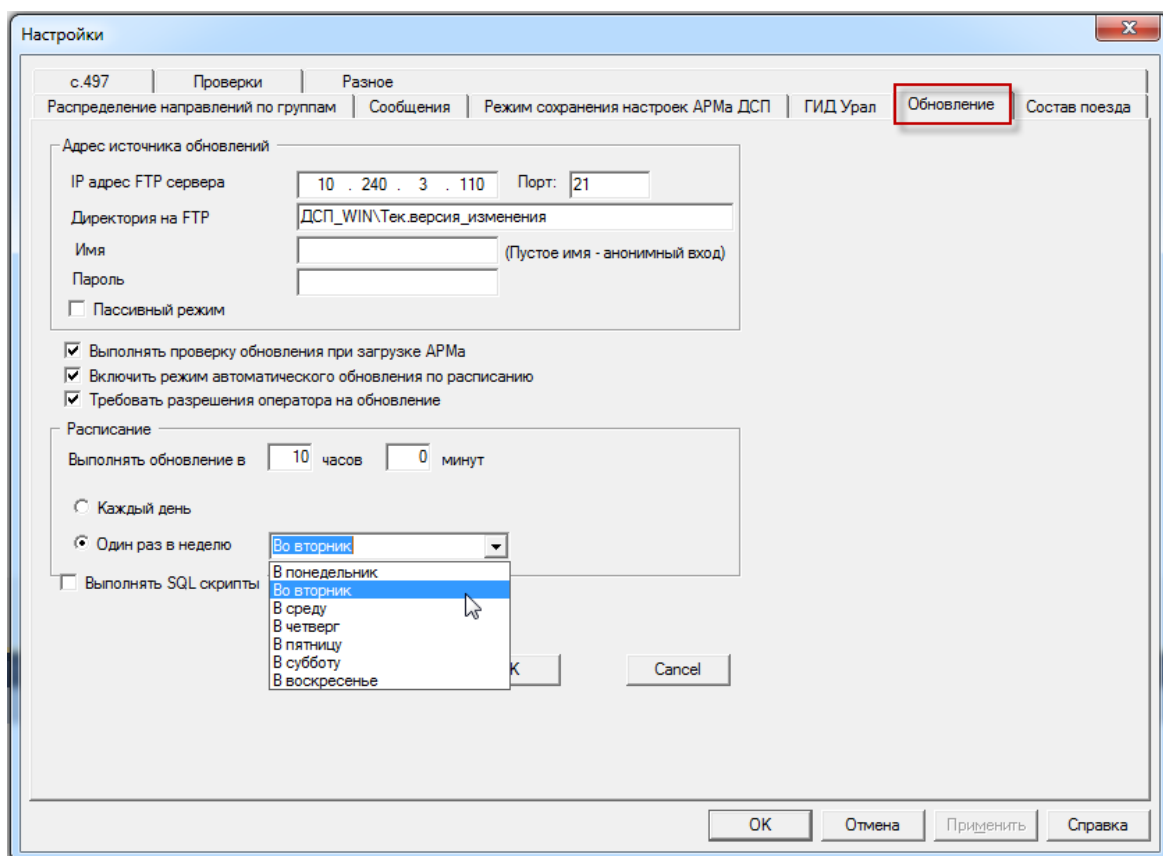 Настройки
с.497 Проверки Разное
Распределение направлений по группам Сообщения Режим сохранения настроек АРМа ДСП ГИД Урал Обновление Состав поезда
Адрес источника обновлений
IP адрес FTP сервера 10 . 240 . 3 . 110 Порт: 21
Директория на FTP ДСП_WIN\Тек.версия_изменения
Имя (Пустое имя - анонимный вход)
Пароль
Пассивный режим
Выполнять проверку обновления при загрузке АРМа
Включить режим автоматического обновления по расписанию
Требовать разрешения оператора на обновление
Расписание
Выполнять обновление в 10 часов 0 минут
Каждый день
Один раз в неделю Во вторник
В понедельник
Выполнять SQL скрипты Во вторник
В среду
В четверг
В пятницу
В субботу
K Cancel
В воскресенье
OK Отмена Применить Справка